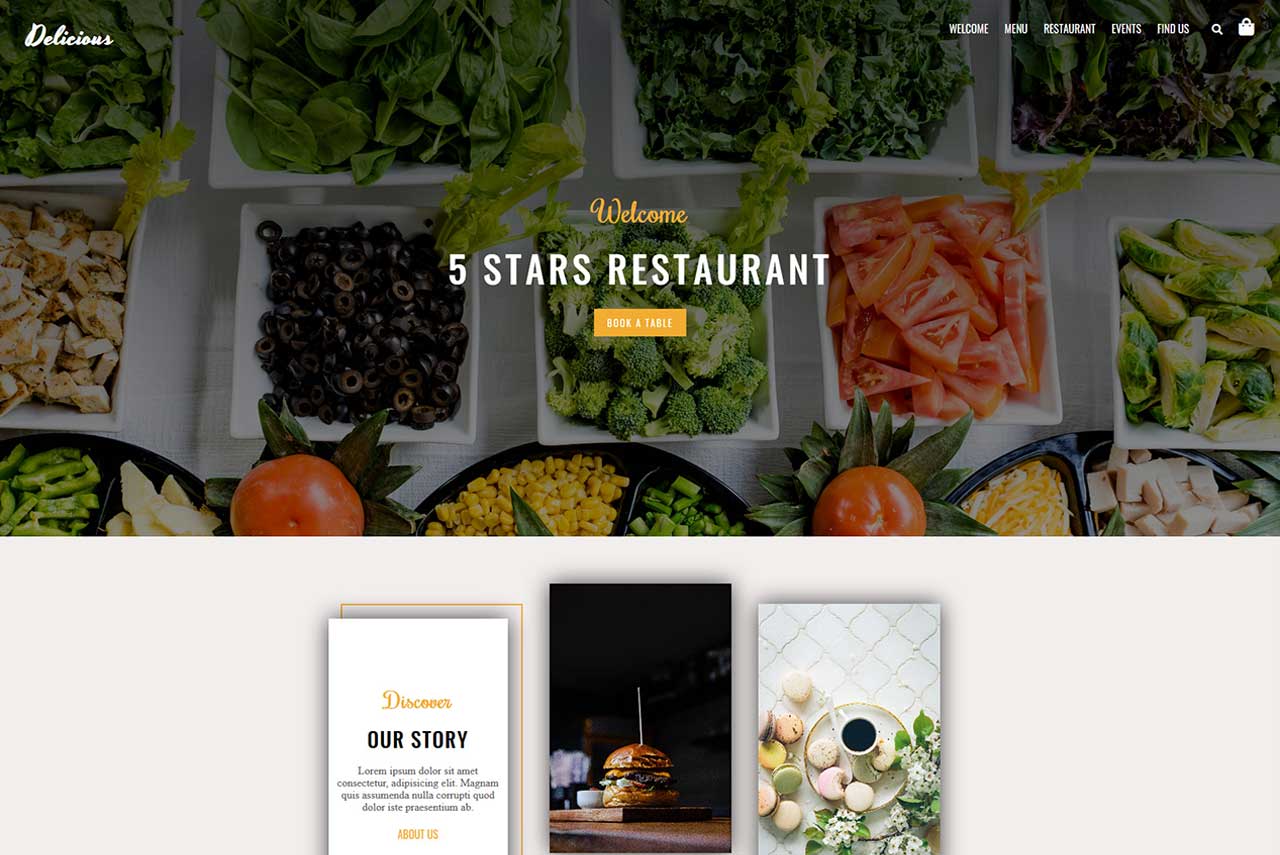 Delicious
WELCOME MENU RESTAURANT EVENTS FIND US
Welcome
5 STARS RESTAURANT
BOOK A TABLE
Discover
OUR STORY
Lorem ipsum dolor sit amet
consectetur, adipisicing elit. Magnam
quis assumenda nulla corrupti quod
dolor iste praesentium ab.
ABOUT US